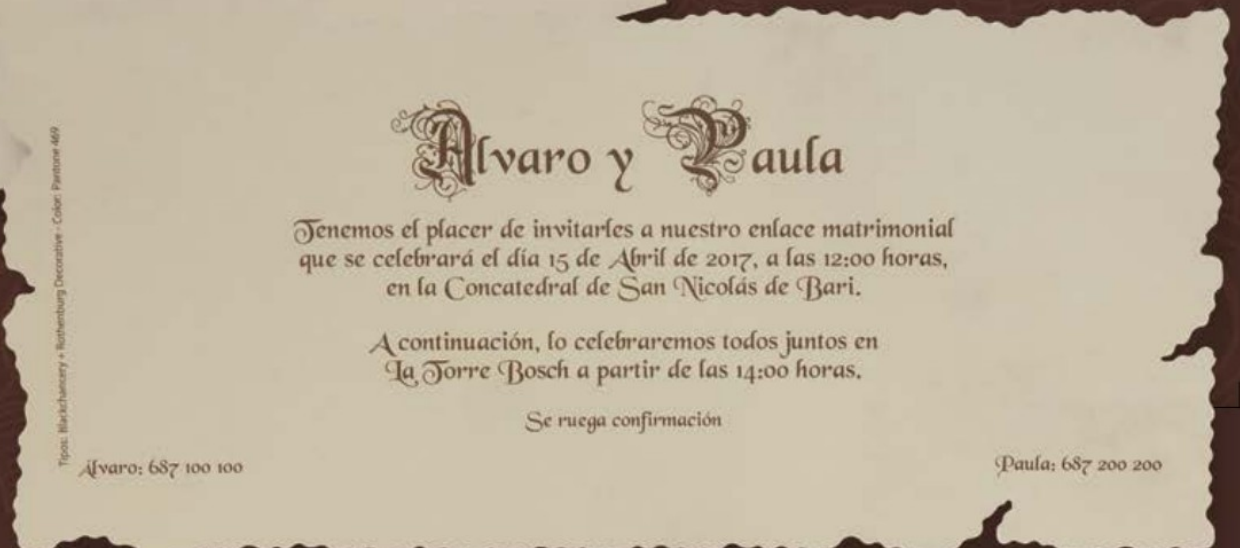 Álvaro y Paula
Tenemos el placer de invitarles a nuestro enlace matrimonial
que se celebrará el día 15 de Abril de 2017, a las 12:00 horas,
en la Concatedral de San Nicolás de Bari.
A continuación, lo celebraremos todos juntos en
La Torre Bosch a partir de las 14:00 horas.
Se ruega confirmación
Álvaro: 687 100 100
Paula: 687 200 200
Tipos: Blackchancery + Rothenburg Decorative - Color: Pantone 469